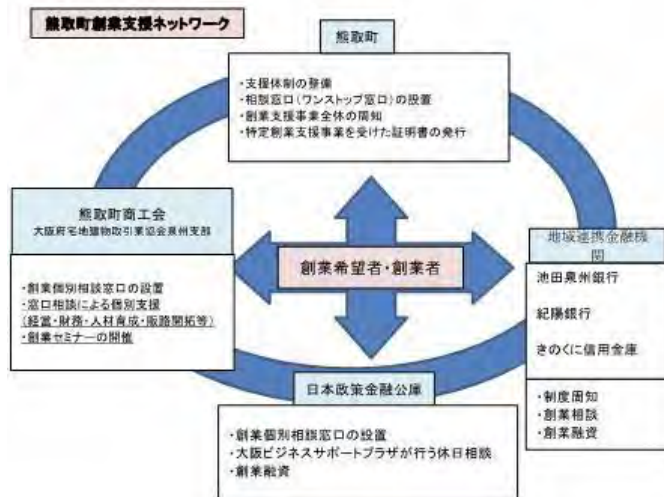 熊取町創業支援ネットワーク
熊取町
・支援体制の整備
・相談窓口(ワンストップ窓口)の設置
・創業支援事業全体の周知
・特定創業支援事業を受けた証明書の発行
熊取町商工会
大阪府宅地建物取引業協会泉州支部
・創業個別相談窓口の設置
・窓口相談による個別支援
(経営・財務・人材育成・販路開拓等)
・創業セミナーの開催
創業希望者・創業者
地域連携金融機
関
池田泉州銀行
紀陽銀行
きのくに信用金庫
・制度周知
・創業相談
・創業融資
日本政策金融公庫
・創業個別相談窓口の設置
・大阪ビジネスサポートプラザが行う休日相談
・創業融資